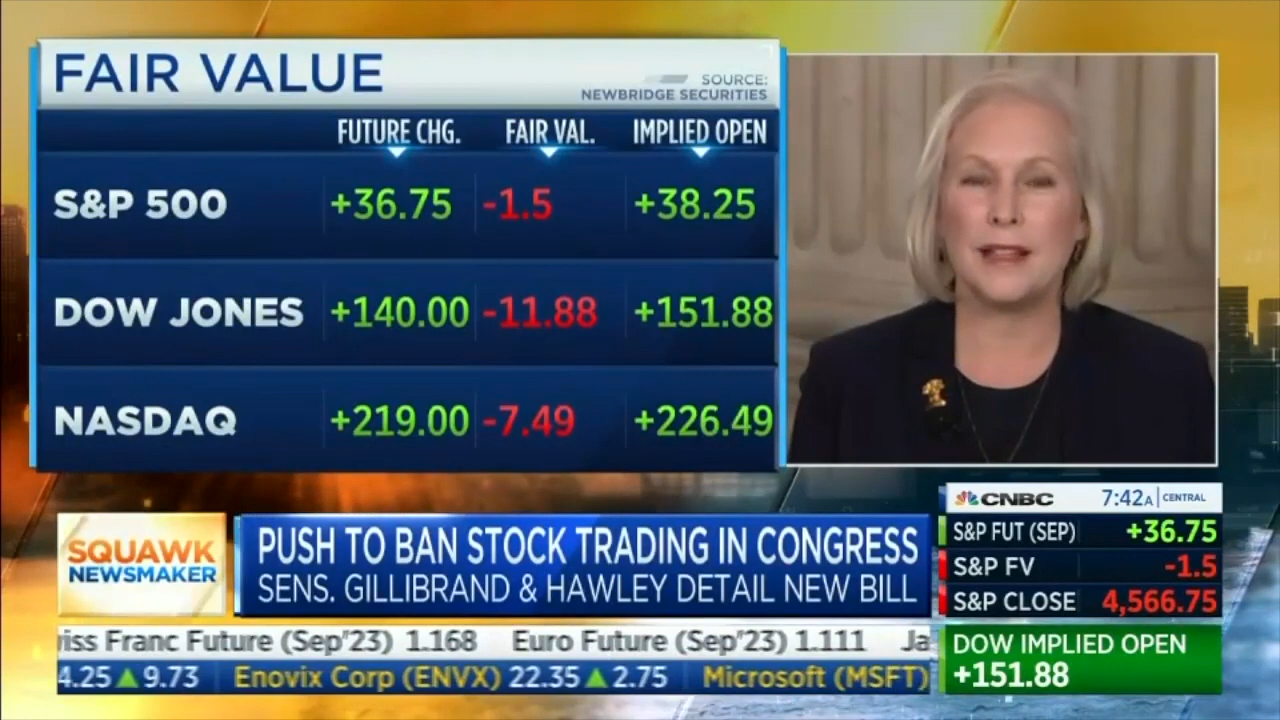 FAIR VALUE
SOURCE:
NEWBRIDGE SECURITIES
FUTURE CHG. FAIR VAL. IMPLIED OPEN
S&P 500 +36.75 -1.5 +38.25
DOW JONES +140.00 -11.88 +151.88
NASDAQ +219.00 -7.49 +226.49
SQUAWK
NEWSMAKER
PUSH TO BAN STOCK TRADING IN CONGRESS
SENS. GILLIBRAND & HAWLEY DETAIL NEW BILL
CNBC 7:42A CENTRAL
S&P FUT (SEP) +36.75
S&P FV -1.5
S&P CLOSE 4,566.75
DOW IMPLIED OPEN
+151.88
iss Franc Future (Sep'23) 1.168 Euro Future (Sep'23) 1.111 Ja
4.25 ▲ 9.73 Enovix Corp (ENVX) 22.35 ▲ 2.75 Microsoft (MSFT)